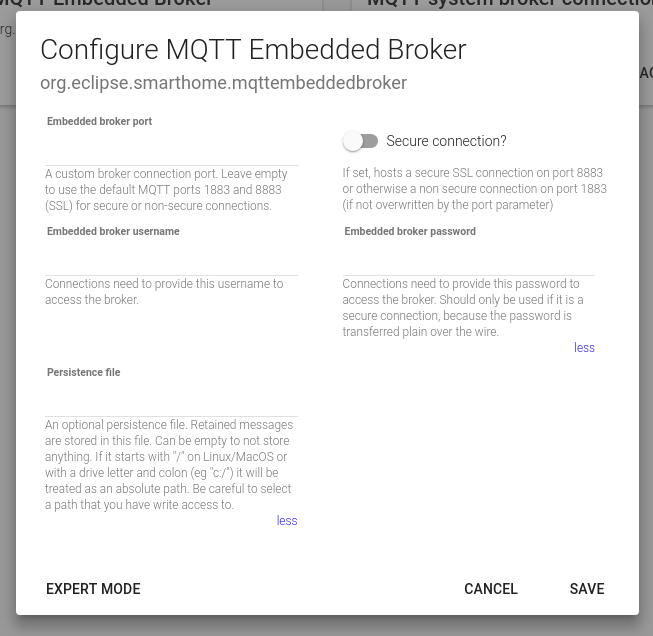 MQTT Embedded Broker
MQTT system broker connection
org.
Configure MQTT Embedded Broker
org.eclipse.smarthome.mqttembeddedbroker
Embedded broker port
A custom broker connection port. Leave empty
to use the default MQTT ports 1883 and 8883
(SSL) for secure or non-secure connections.
Secure connection?
If set, hosts a secure SSL connection on port 8883
or otherwise a non secure connection on port 1883
(if not overwritten by the port parameter)
Embedded broker username
Connections need to provide this username to
access the broker.
Embedded broker password
Connections need to provide this password to
access the broker. Should only be used if it is a
secure connection, because the password is
transferred plain over the wire.
less
Persistence file
An optional persistence file. Retained messages
are stored in this file. Can be empty to not store
anything. If it starts with "/" on Linux/MacOS or
with a drive letter and colon (eg "c:/") it will be
treated as an absolute path. Be careful to select
a path that you have write access to.
less
EXPERT MODE
CANCEL
SAVE